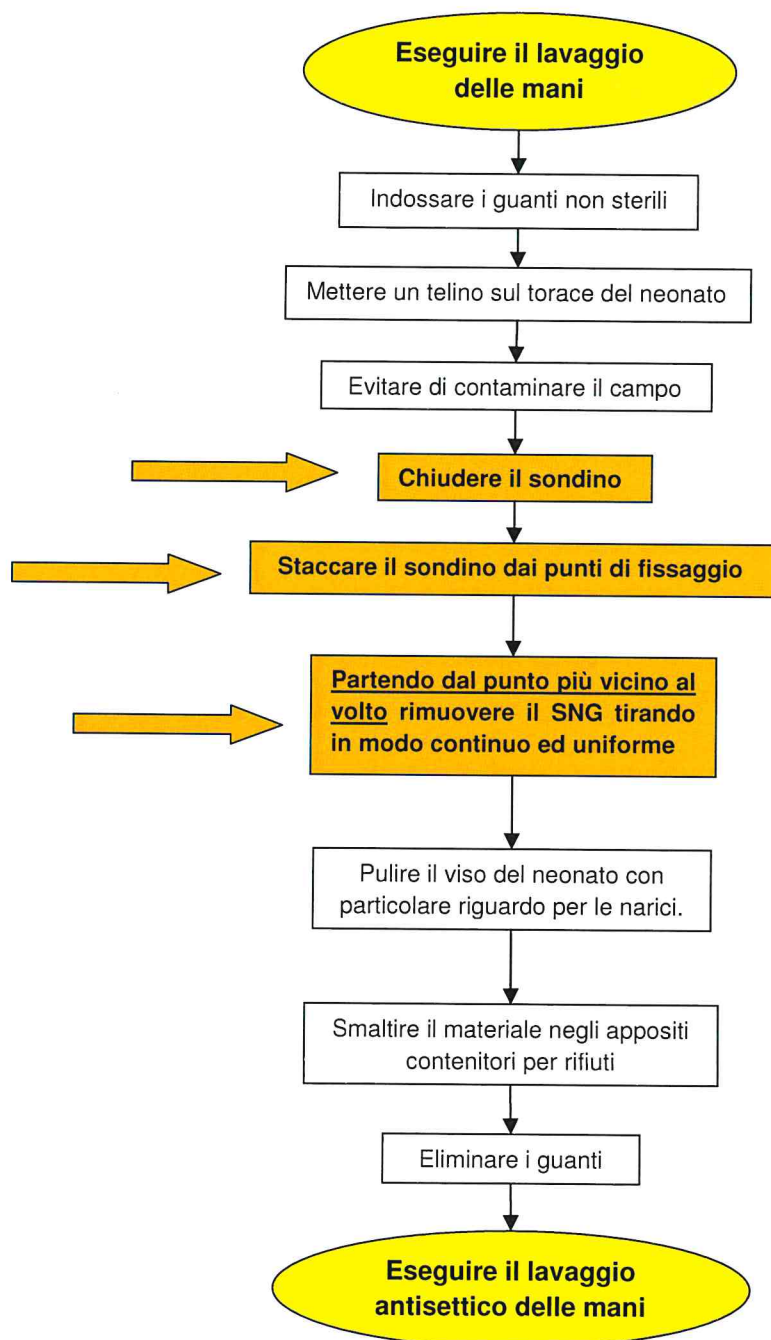 Eseguire il lavaggio
delle mani
Indossare i guanti non sterili
Mettere un telino sul torace del neonato
Evitare di contaminare il campo
Chiudere il sondino
Staccare il sondino dai punti di fissaggio
Partendo dal punto più vicino al
volto rimuovere il SNG tirando
in modo continuo ed uniforme
Pulire il viso del neonato con
particolare riguardo per le narici.
Smaltire il materiale negli appositi
contenitori per rifiuti
Eliminare i guanti
Eseguire il lavaggio
antisettico delle mani